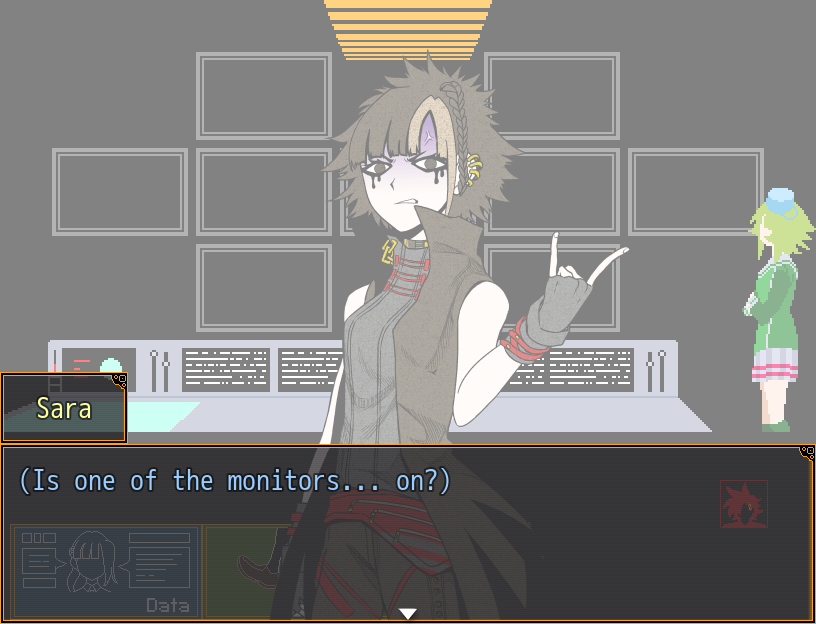 Sara
(Is one of the monitors... on?)
Data